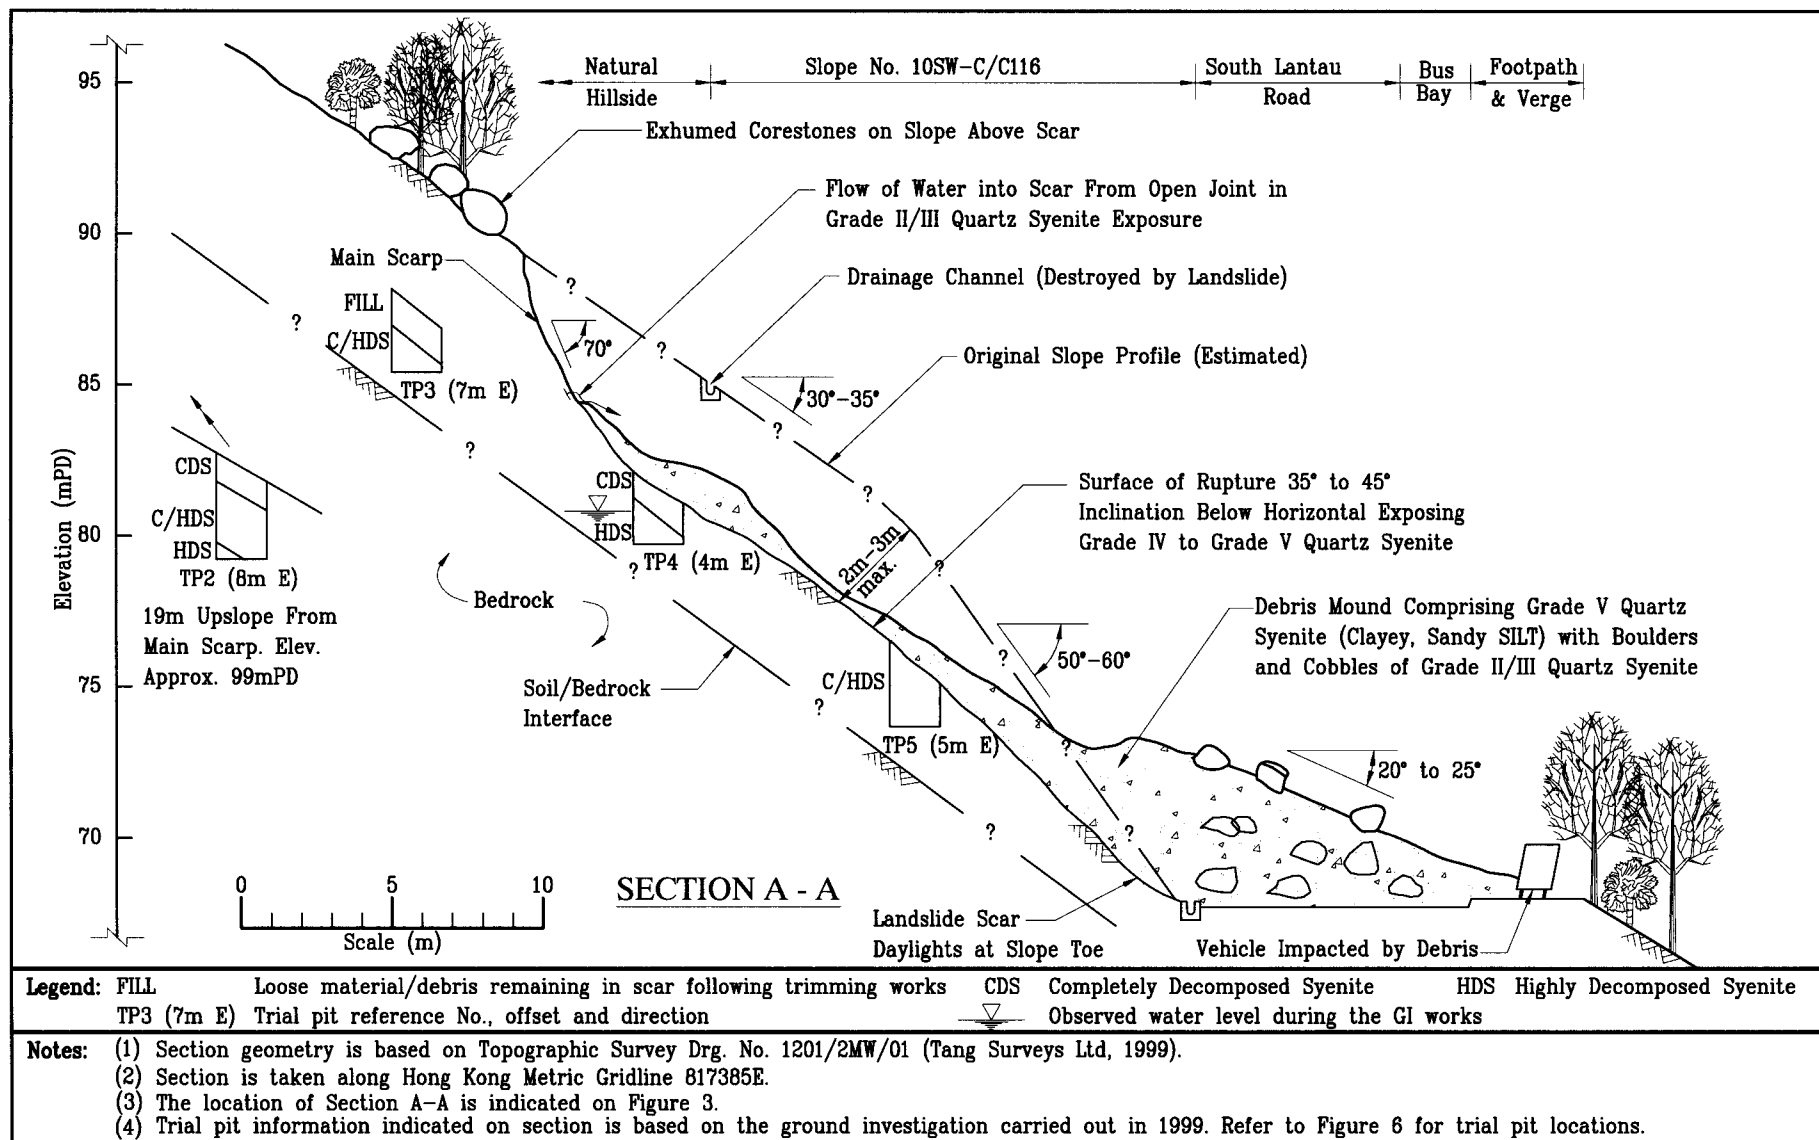 Natural
Hillside
Slope No. 10SW-C/C116
South Lantau
Road
Bus
Bay
Footpath
& Verge
95
90
85
80
75
70
Elevation (mPD)
Exhumed Corestones on Slope Above Scar
Flow of Water into Scar From Open Joint in
Grade II/III Quartz Syenite Exposure
Main Scarp
Drainage Channel (Destroyed by Landslide)
?
?
?
?
?
?
?
?
?
?
?
?
?
?
FILL
C/HDS
TP3 (7m E)
70°
Original Slope Profile (Estimated)
30°-35°
CDS
C/HDS
HDS
TP2 (8m E)
19m Upslope From
Main Scarp. Elev.
Approx. 99mPD
CDS
HDS
TP4 (4m E)
Surface of Rupture 35° to 45°
Inclination Below Horizontal Exposing
Grade IV to Grade V Quartz Syenite
2m-3m
max.
Bedrock
Debris Mound Comprising Grade V Quartz
Syenite (Clayey, Sandy SILT) with Boulders
and Cobbles of Grade II/III Quartz Syenite
50°-60°
Soil/Bedrock
Interface
C/HDS
TP5 (5m E)
20° to 25°
0 5 10
Scale (m)
SECTION A - A
Landslide Scar
Daylights at Slope Toe
Vehicle Impacted by Debris
Legend: FILL Loose material/debris remaining in scar following trimming works CDS Completely Decomposed Syenite HDS Highly Decomposed Syenite
TP3 (7m E) Trial pit reference No., offset and direction Observed water level during the GI works
Notes: (1) Section geometry is based on Topographic Survey Drg. No. 1201/2MW/01 (Tang Surveys Ltd, 1999).
(2) Section is taken along Hong Kong Metric Gridline 817385E.
(3) The location of Section A-A is indicated on Figure 3.
(4) Trial pit information indicated on section is based on the ground investigation carried out in 1999. Refer to Figure 6 for trial pit locations.